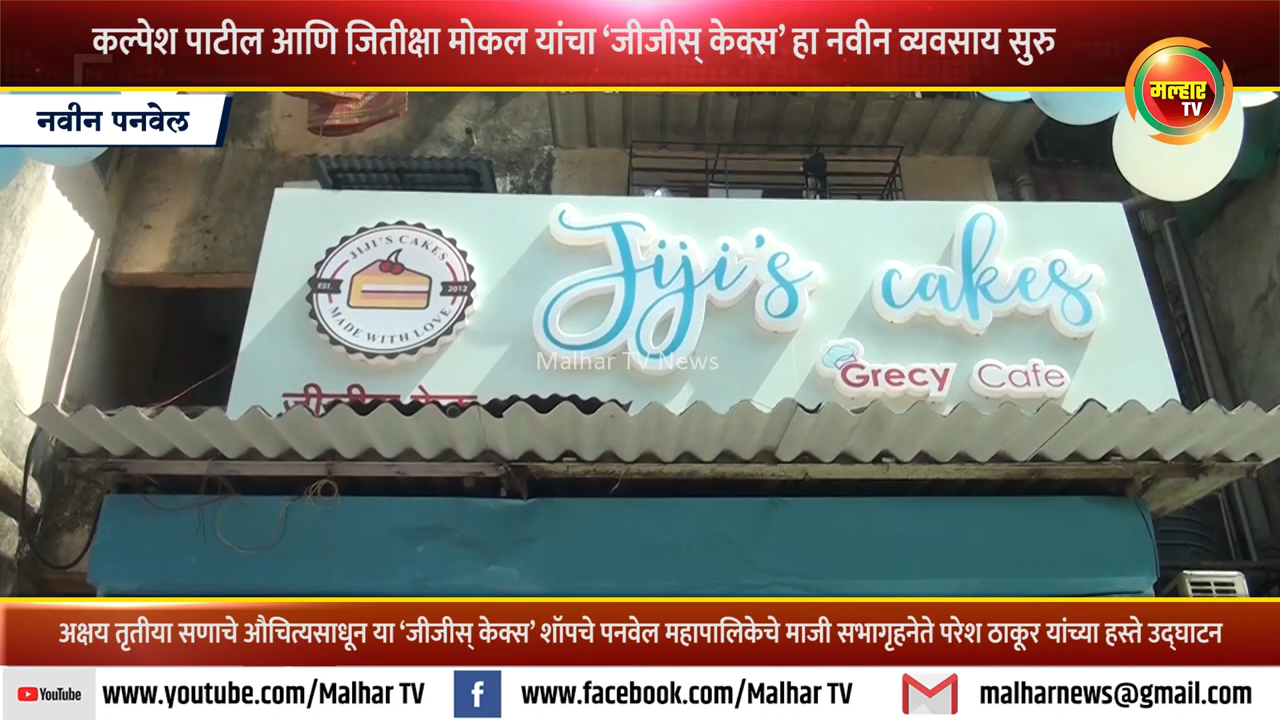 कल्पेश पाटील आणि जितीक्षा मोकल यांचा ‘जीजीस् केक्स’ हा नवीन व्यवसाय सुरु
मल्हार
TV
नवीन पनवेल
JIJI'S CAKES
EST. 2012
MADE WITH LOVE
Jiji's cakes
Malhar TV News
Grecy Cafe
अक्षय तृतीया सणाचे औचित्यसाधून या ‘जीजीस् केक्स’ शॉपचे पनवेल महापालिकेचे माजी सभागृहनेते परेश ठाकूर यांच्या हस्ते उद्‌घाटन
YouTube www.youtube.com/Malhar TV f www.facebook.com/Malhar TV malharnews@gmail.com